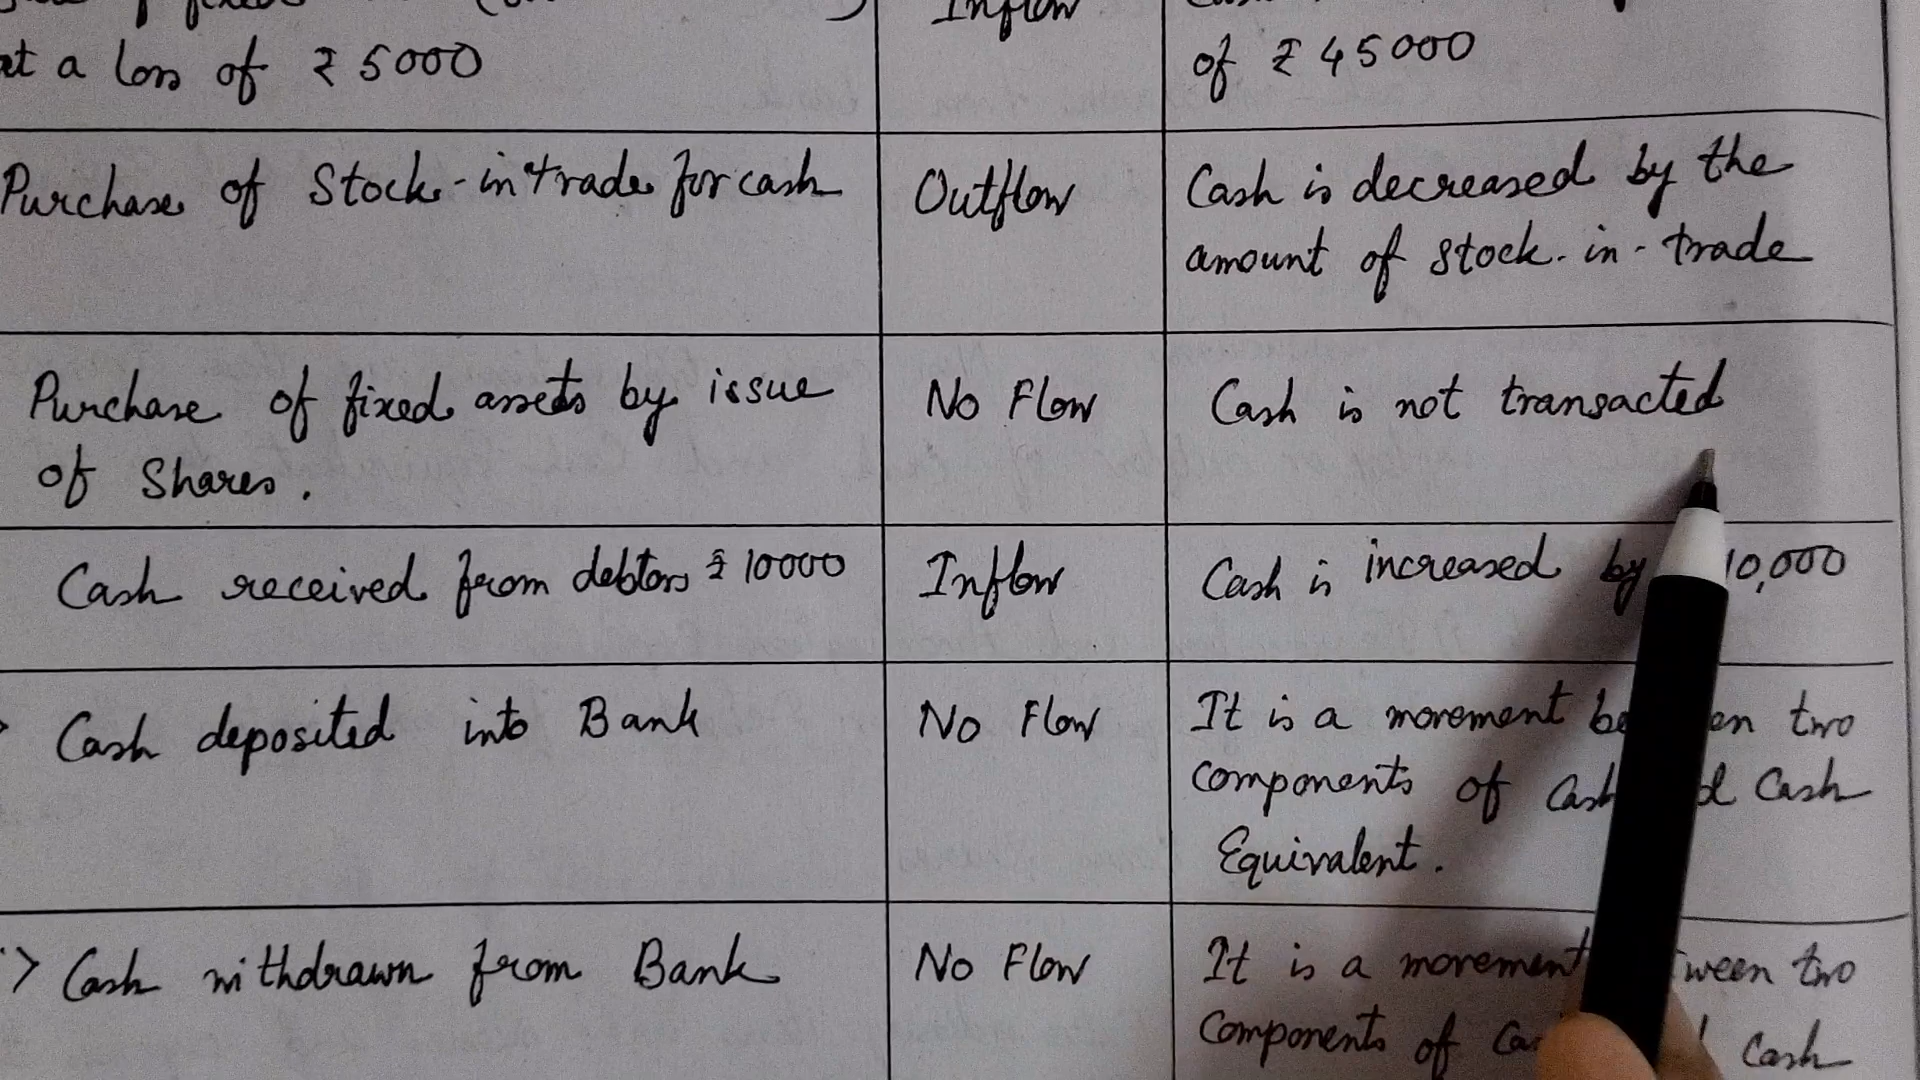 at a loss of ₹ 5000
Inflow
of ₹ 45000
Purchase of Stock-in trade for cash
Outflow
Cash is decreased by the
amount of stock-in-trade
Purchase of fixed assets by issue
of Shares.
No Flow
Cash is not transacted
Cash received from debtors ₹ 10000
Inflow
Cash is increased by 10,000
Cash deposited into Bank
No Flow
It is a movement two
components of
Cash
Equivalent.
> Cash withdrawn from Bank
No Flow
It is a movement two
components of
Cash